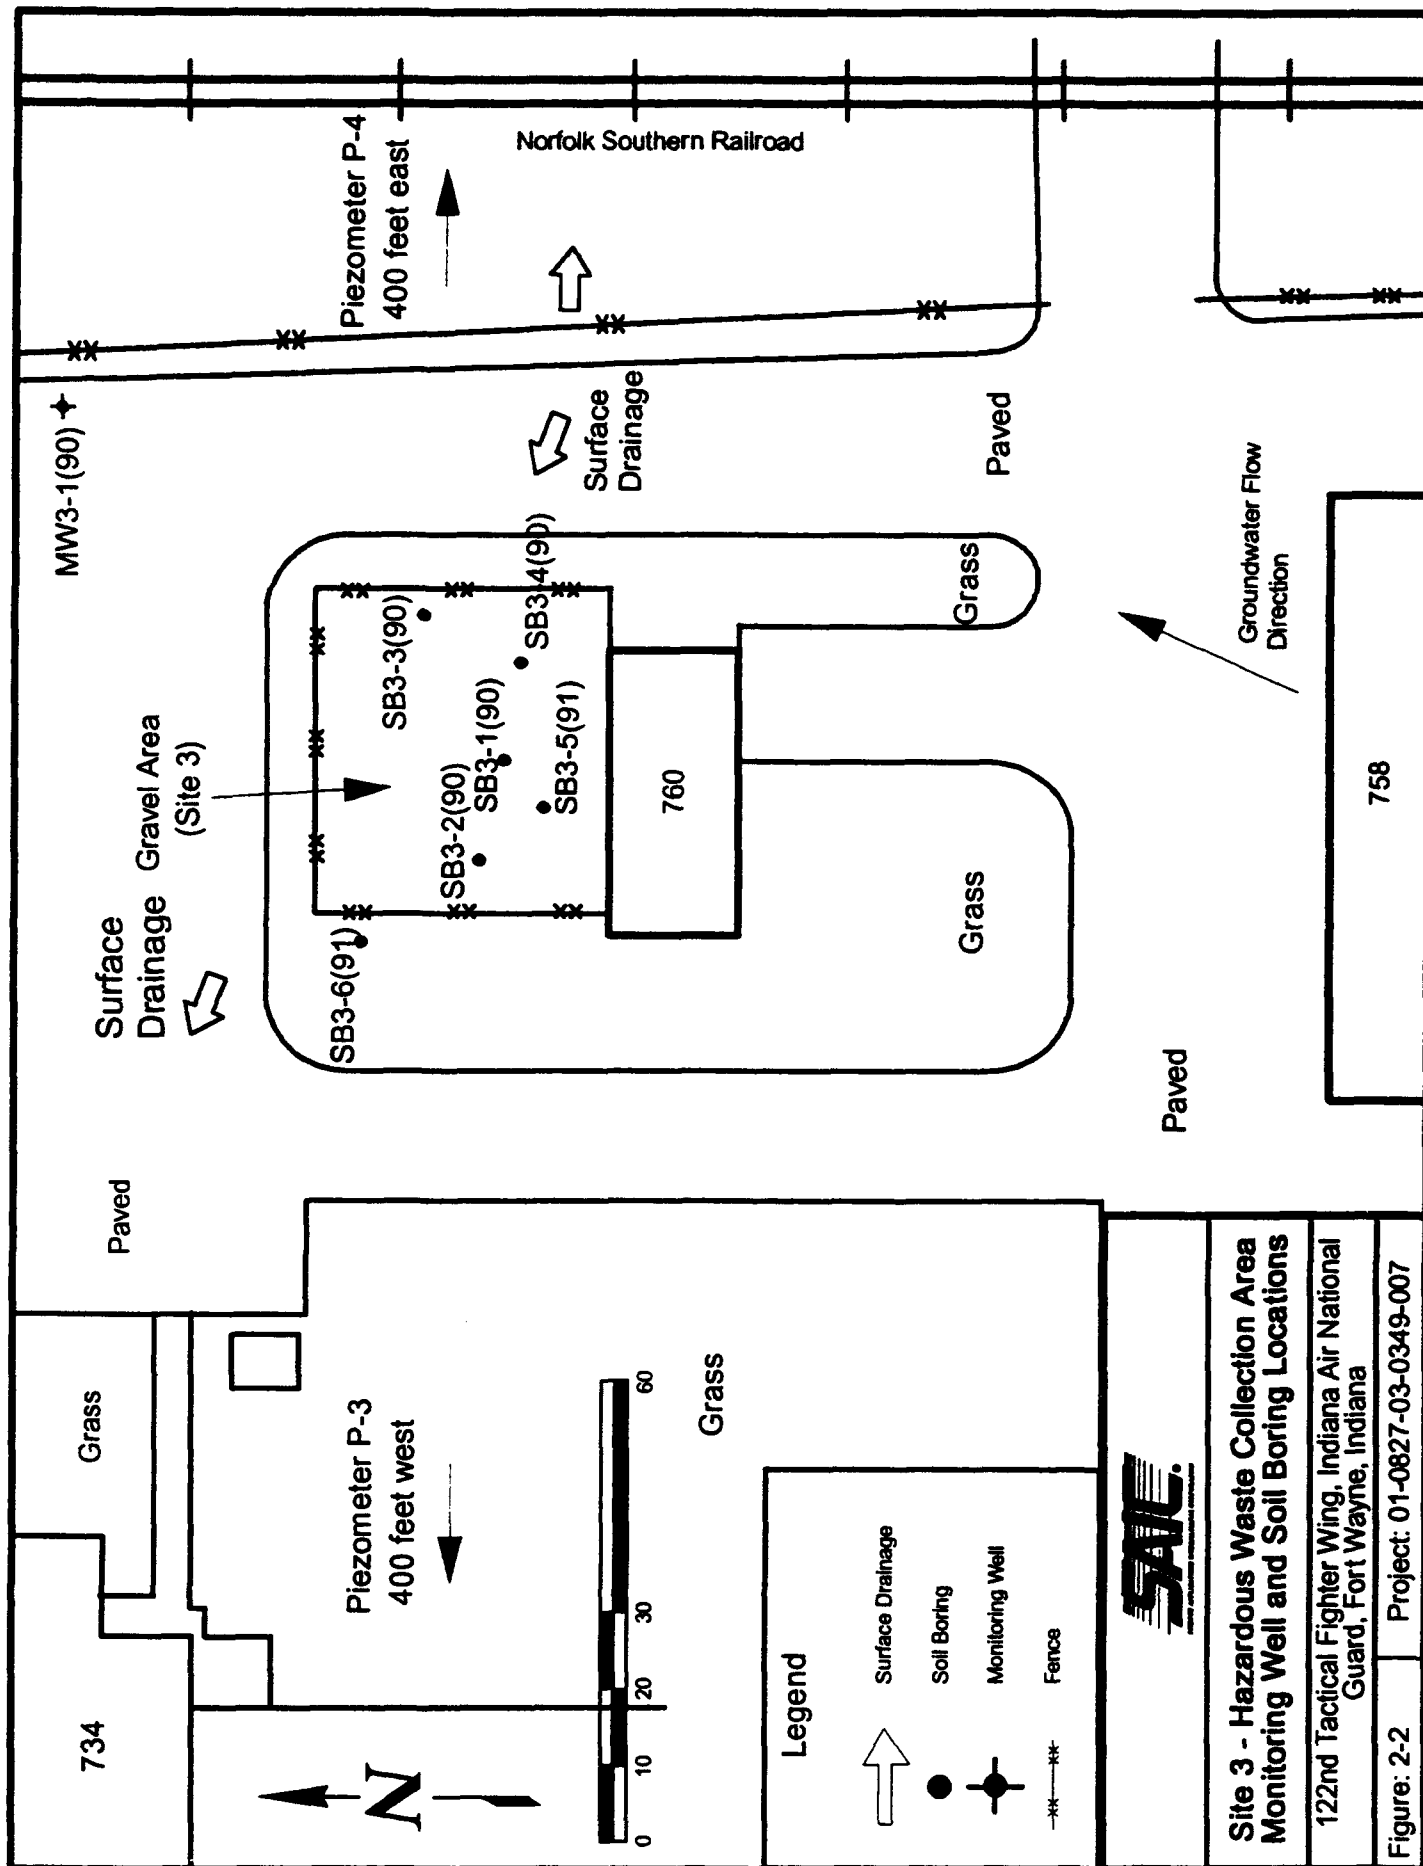 Norfolk Southern Railroad
Piezometer P-4
400 feet east
MW3-1(90)
Surface
Drainage
Paved
Groundwater Flow
Direction
Gravel Area
(Site 3)
SB3-3(90)
SB3-4(90)
SB3-1(90)
SB3-2(90)
SB3-5(91)
SB3-6(91)
760
Grass
Grass
758
Surface
Drainage
Paved
Paved
Grass
734
Piezometer P-3
400 feet west
Grass
N
0 10 20 30 60
Legend
Surface Drainage
Soil Boring
Monitoring Well
Fence
SAIC.
Site 3 - Hazardous Waste Collection Area
Monitoring Well and Soil Boring Locations
122nd Tactical Fighter Wing, Indiana Air National
Guard, Fort Wayne, Indiana
Figure: 2-2
Project: 01-0827-03-0349-007